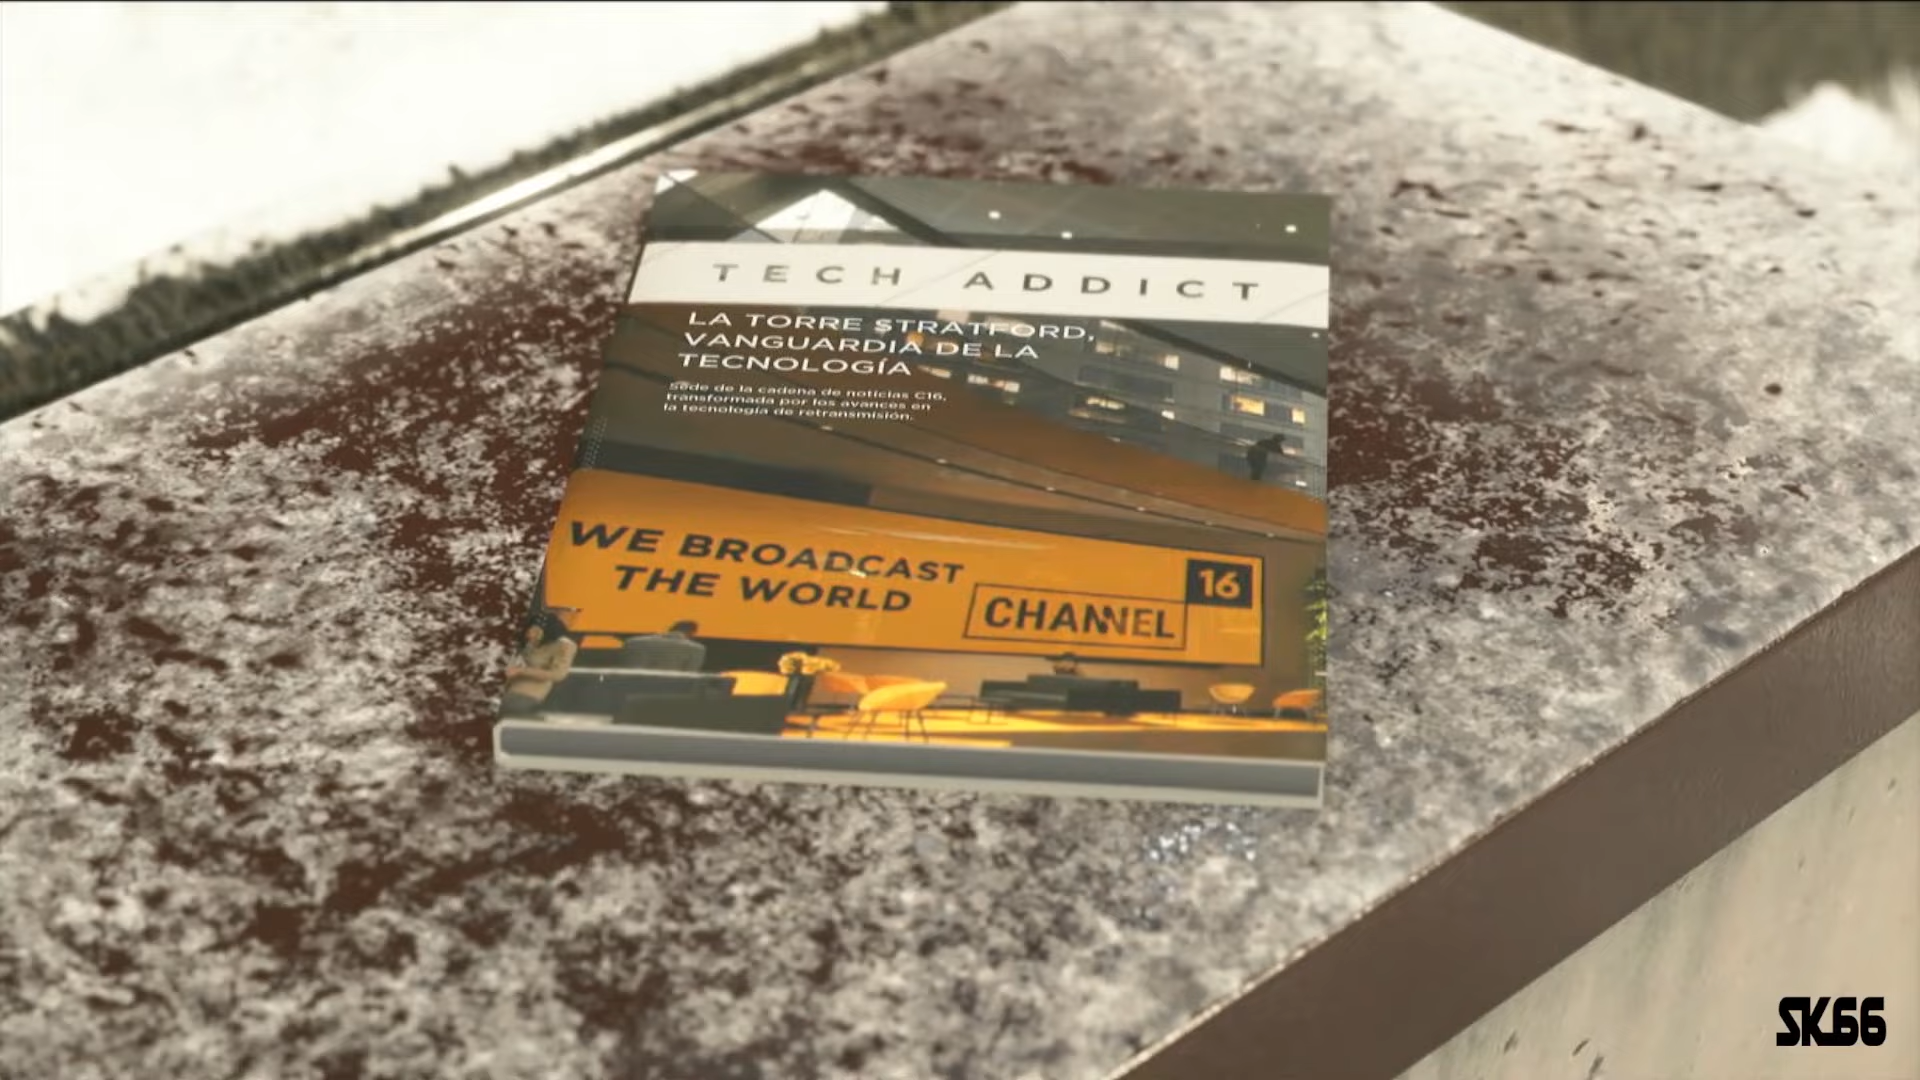 TECH ADDICT
LA TORRE STRATFORD,
VANGUARDIA DE LA
TECNOLOGÍA
Sede de la cadena de noticias C16,
transformada por los avances en
la tecnología de retransmisión.
WE BROADCAST
THE WORLD
CHANNEL 16
SK66